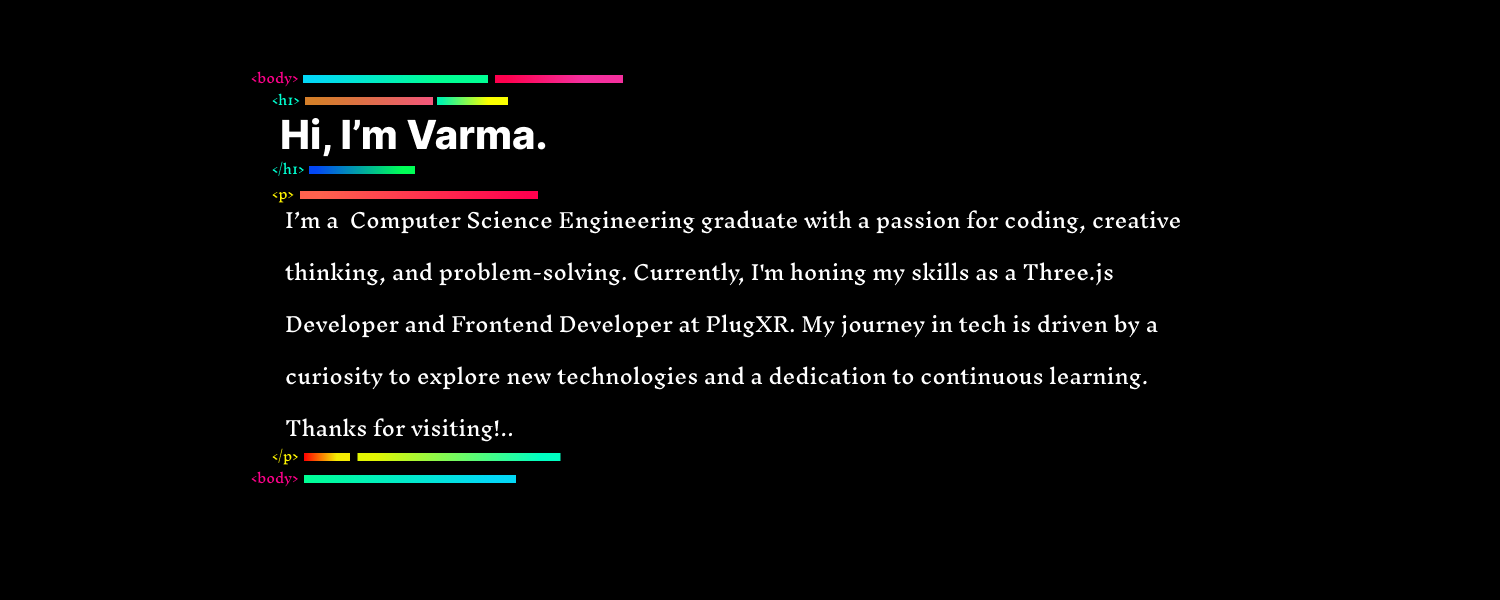 <body>
<h1>
Hi, I’m Varma.
</h1>
<p>
I’m a  Computer Science Engineering graduate with a passion for coding, creative
thinking, and problem-solving. Currently, I'm honing my skills as a Three.js
Developer and Frontend Developer at PlugXR. My journey in tech is driven by a
curiosity to explore new technologies and a dedication to continuous learning.
Thanks for visiting!..
</p>
<body>